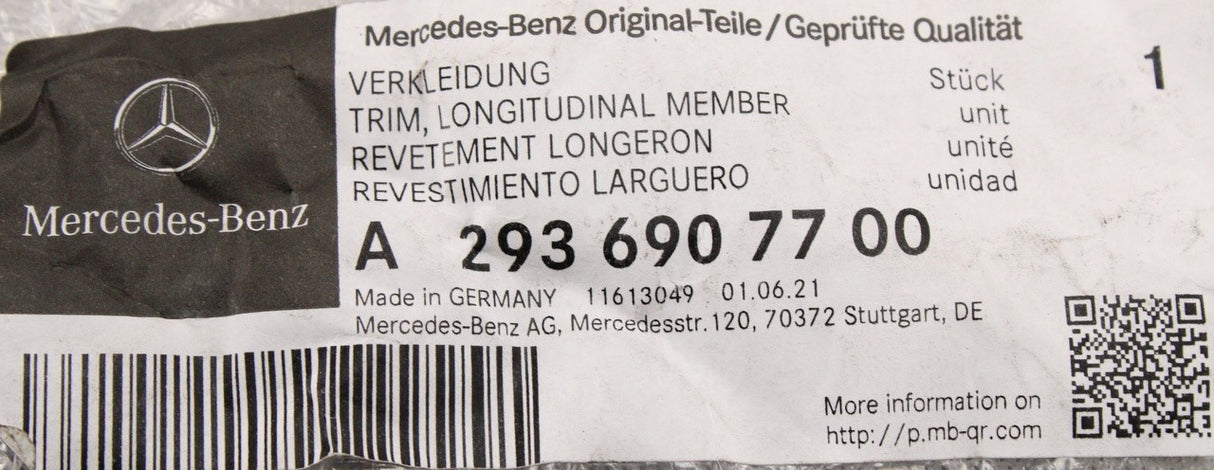 Mercedes-Benz
Mercedes-Benz Original-Teile/Geprüfte Qualität
VERKLEIDUNG Stück 1
TRIM, LONGITUDINAL MEMBER unit
REVETEMENT LONGERON unité
REVESTIMIENTO LARGUERO unidad
A 293 690 77 00
Made in GERMANY 11613049 01.06.21
Mercedes-Benz AG, Mercedesstr.120, 70372 Stuttgart, DE
More information on
http://p.mb-qr.com